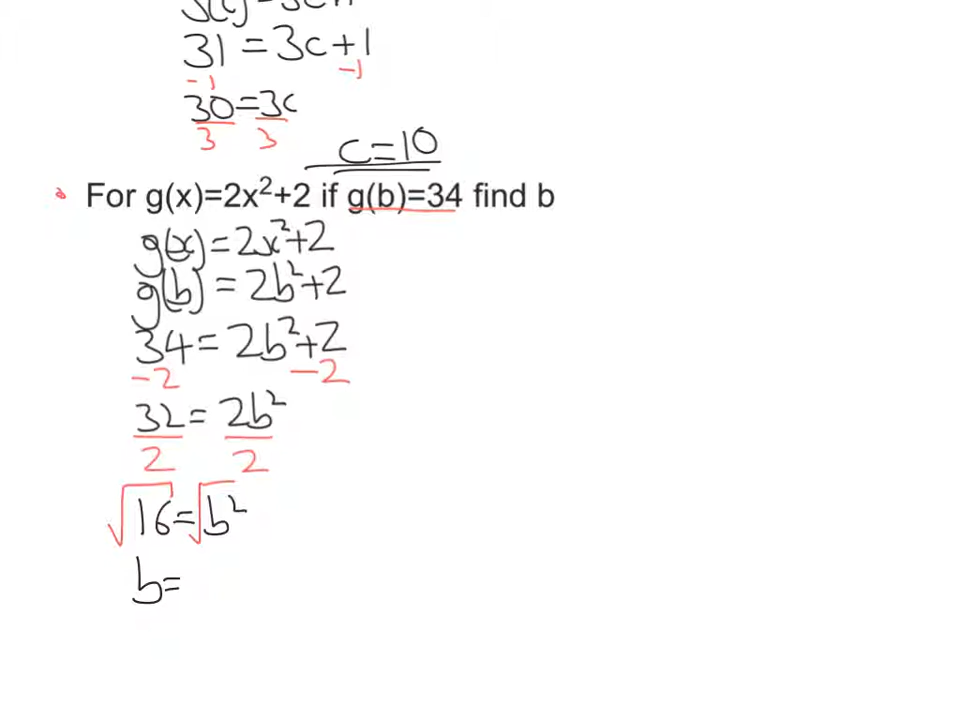 31 = 3c + 1
-1 -1
30 = 3c
3 3
c = 10
For g(x)=2x²+2 if g(b)=34 find b
g(x) = 2x² + 2
g(b) = 2b² + 2
34 = 2b² + 2
-2 -2
32 = 2b²
2 2
√16 = √b²
b =